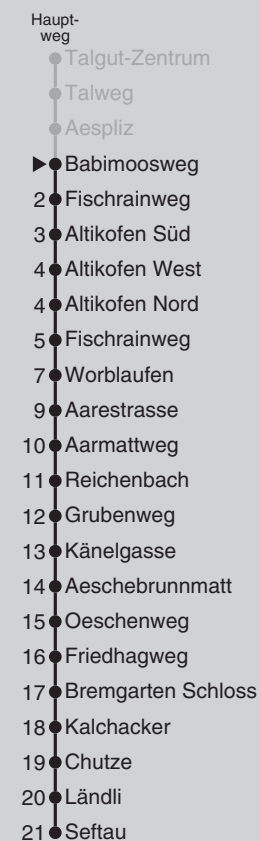 Haupt-
weg
Talgut-Zentrum
Talweg
Aespliz
Babimoosweg
2 Fischrainweg
3 Altikofen Süd
4 Altikofen West
4 Altikofen Nord
5 Fischrainweg
7 Worblaufen
9 Aarestrasse
10 Aarmattweg
11 Reichenbach
12 Grubenweg
13 Känelgasse
14 Aeschebrunnmatt
15 Oeschenweg
16 Friedhagweg
17 Bremgarten Schloss
18 Kalchacker
19 Chutze
20 Ländli
21 Seftau